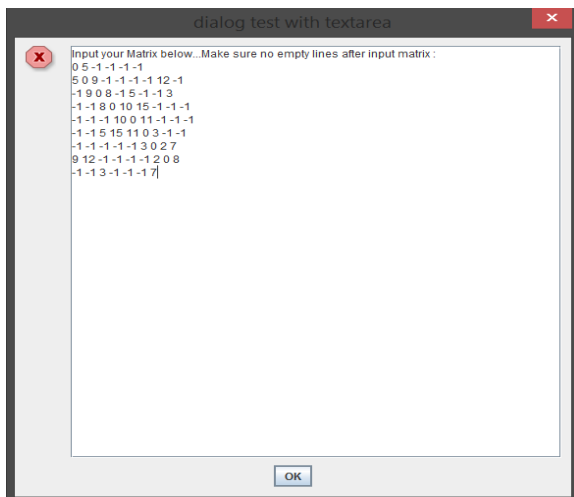 dialog test with textarea
Input your Matrix below...Make sure no empty lines after input matrix :
0 5 -1 -1 -1 -1
5 0 9 -1 -1 -1 -1 12 -1
-1 9 0 8 -1 5 -1 -1 3
-1 -1 8 0 10 15 -1 -1 -1
-1 -1 -1 10 0 11 -1 -1 -1
-1 -1 5 15 11 0 3 -1 -1
-1 -1 -1 -1 -1 3 0 2 7
9 12 -1 -1 -1 -1 2 0 8
-1 -1 3 -1 -1 -1 7
OK